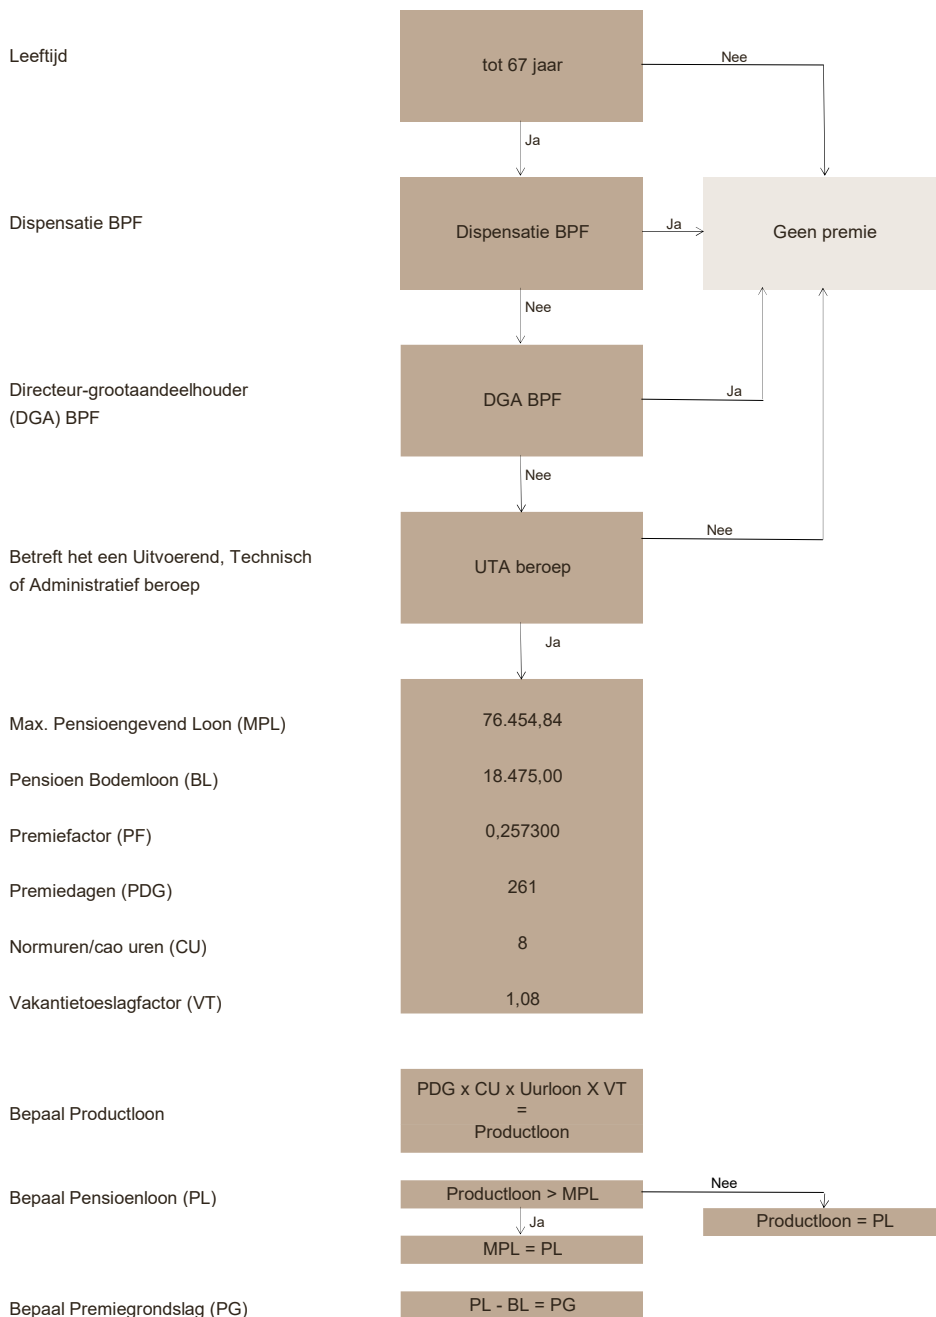 Leeftijd
tot 67 jaar
Nee
Ja
Dispensatie BPF
Dispensatie BPF
Ja
Geen premie
Nee
Directeur-grootaandeelhouder
(DGA) BPF
DGA BPF
Ja
Nee
Betreft het een Uitvoerend, Technisch
of Administratief beroep
UTA beroep
Nee
Ja
Max. Pensioengevend Loon (MPL)
76.454,84
Pensioen Bodemloon (BL)
18.475,00
Premiefactor (PF)
0,257300
Premiedagen (PDG)
261
Normuren/cao uren (CU)
8
Vakantietoeslagfactor (VT)
1,08
Bepaal Productloon
PDG x CU x Uurloon X VT
=
Productloon
Bepaal Pensioenloon (PL)
Productloon > MPL
Nee
Productloon = PL
Ja
MPL = PL
Bepaal Premiegrondslag (PG)
PL - BL = PG